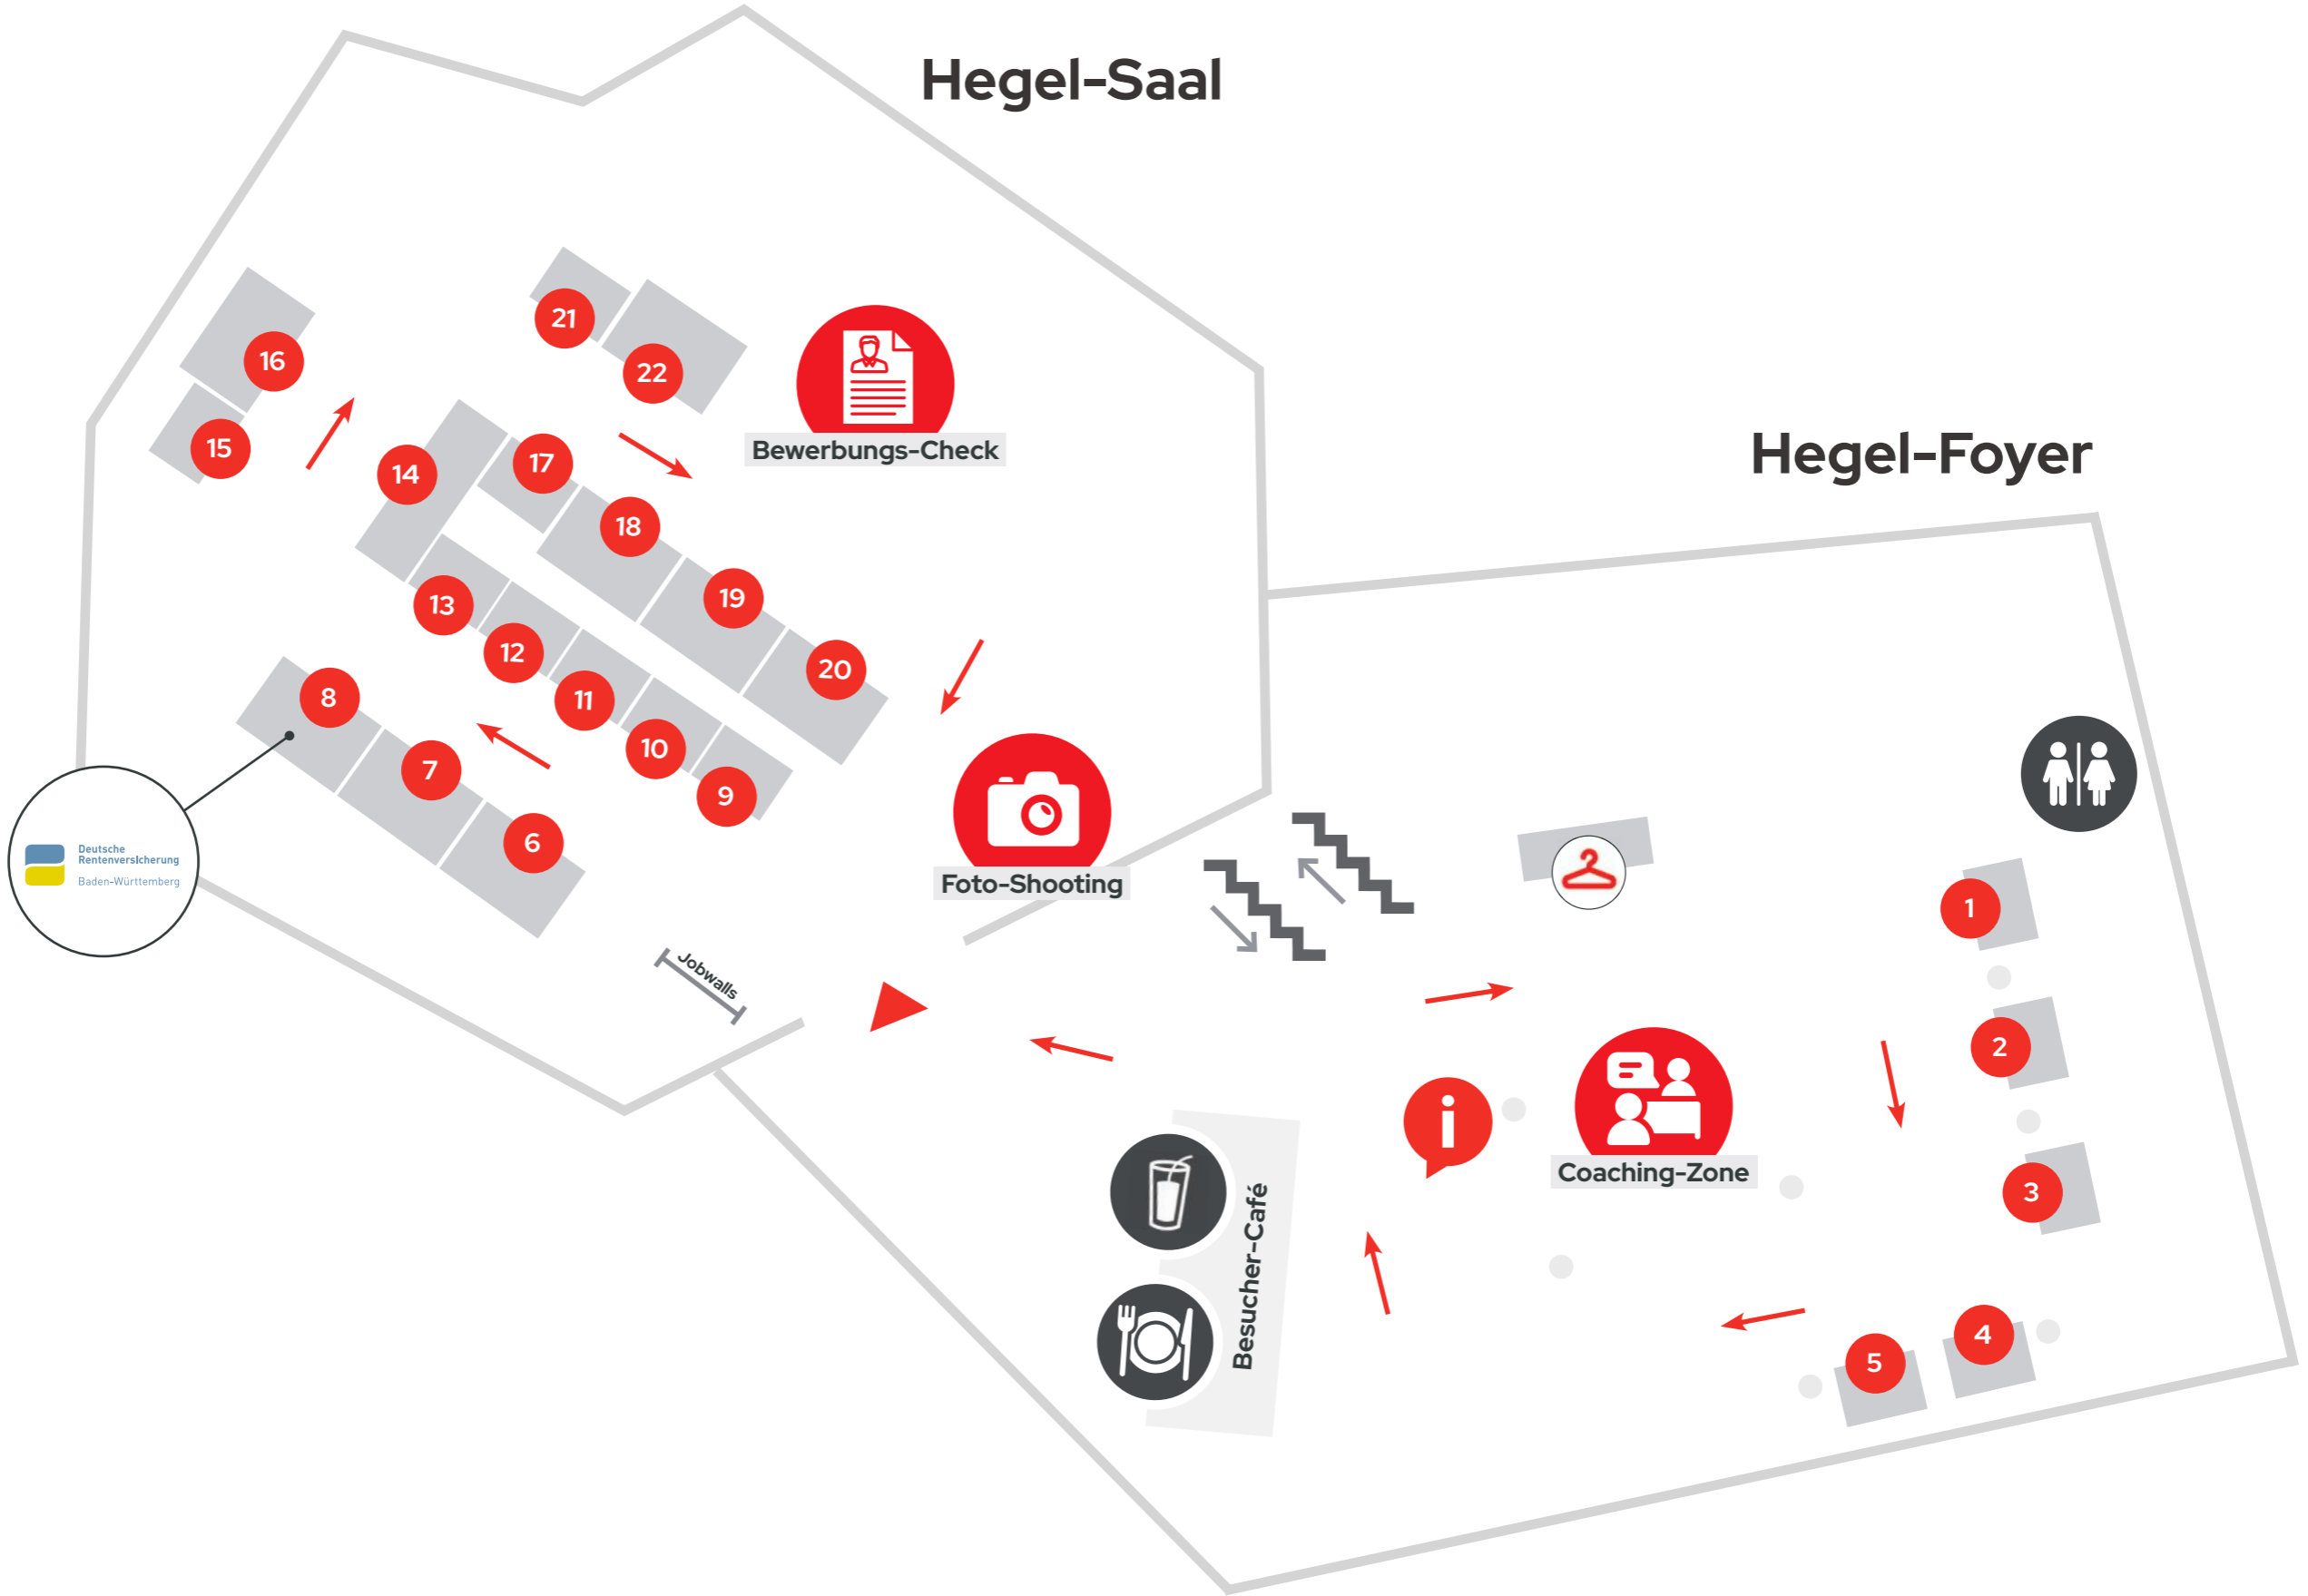 Hegel-Saal
21
22
16
15
Bewerbungs-Check
14
17
18
19
20
13
12
11
10
9
8
7
6
Deutsche
Rentenversicherung
Baden-Württemberg
Foto-Shooting
Jobwalls
Hegel-Foyer
1
2
3
4
5
i
Coaching-Zone
Besucher-Café